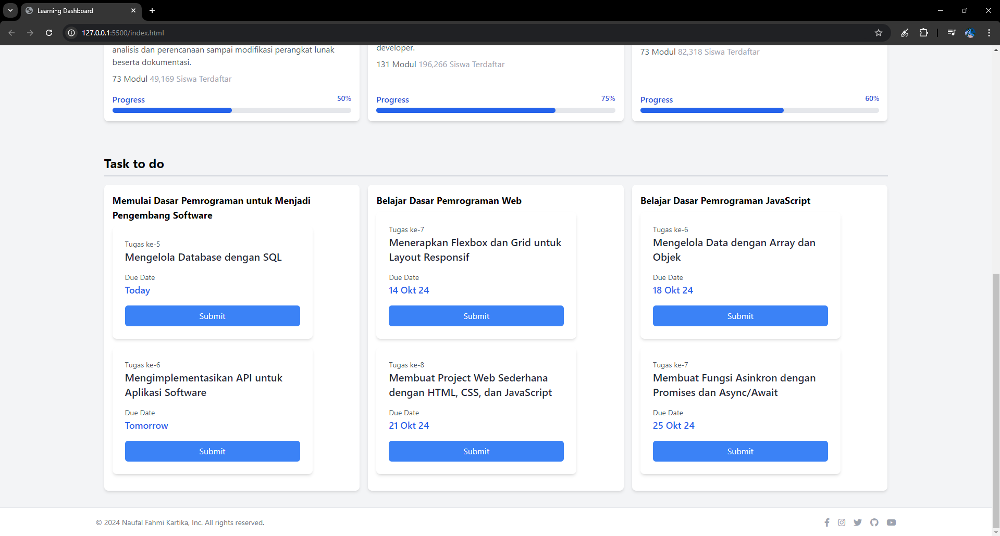 Learning Dashboard
127.0.0.1:5500/index.html
analisis dan perencanaan sampai modifikasi perangkat lunak
beserta dokumentasi.
73 Modul 49,169 Siswa Terdaftar
Progress 50%
developer.
131 Modul 196,266 Siswa Terdaftar
Progress 75%
73 Modul 82,318 Siswa Terdaftar
Progress 60%
Task to do
Memulai Dasar Pemrograman untuk Menjadi
Pengembang Software
Tugas ke-5
Mengelola Database dengan SQL
Due Date
Today
Submit
Tugas ke-6
Mengimplementasikan API untuk
Aplikasi Software
Due Date
Tomorrow
Submit
Belajar Dasar Pemrograman Web
Tugas ke-7
Menerapkan Flexbox dan Grid untuk
Layout Responsif
Due Date
14 Okt 24
Submit
Tugas ke-8
Membuat Project Web Sederhana
dengan HTML, CSS, dan JavaScript
Due Date
21 Okt 24
Submit
Belajar Dasar Pemrograman JavaScript
Tugas ke-6
Mengelola Data dengan Array dan
Objek
Due Date
18 Okt 24
Submit
Tugas ke-7
Membuat Fungsi Asinkron dengan
Promises dan Async/Await
Due Date
25 Okt 24
Submit
© 2024 Naufal Fahmi Kartika, Inc. All rights reserved.